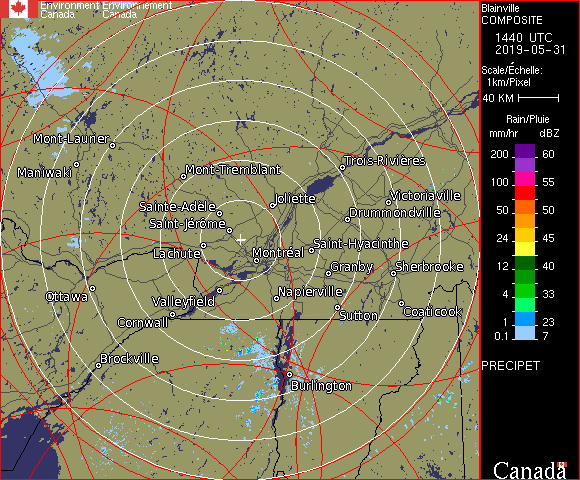 Environment Environnement
Canada Canada
Blainville
COMPOSITE
1440 UTC
2019-05-31
Scale/Échelle:
1km/Pixel
40 KM
Rain/Pluie
mm/hr dBZ
200 60
100 55
50 50
24 45
12 40
4 33
1 23
0.1 7
PRECIPET
Canada
Mont-Laurier
Maniwaki
Mont-Tremblant
Trois-Rivières
Joliette
Victoriaville
Sainte-Adèle
Drummondville
Saint-Jérôme
Lachute
Montréal
Saint-Hyacinthe
Granby
Sherbrooke
Ottawa
Valleyfield
Napierville
Cornwall
Sutton
Coaticook
Brockville
Burlington